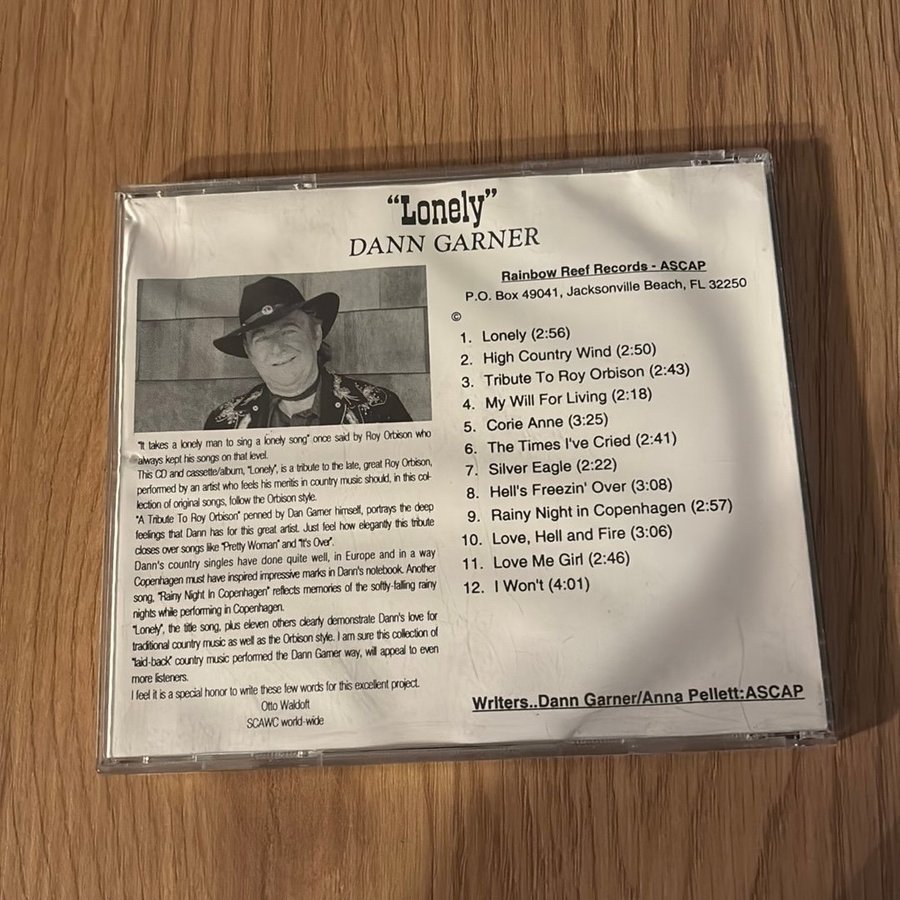 “Lonely”
DANN GARNER
"It takes a lonely man to sing a lonely song" once said by Roy Orbison who
always kept his songs on that level.
This CD and cassette/album, "Lonely", is a tribute to the late, great Roy Orbison,
performed by an artist who feels his meritis in country music should, in this col-
lection of original songs, follow the Orbison style.
"A Tribute To Roy Orbison" penned by Dan Garner himself, portrays the deep
feelings that Dann has for this great artist. Just feel how elegantly this tribute
closes over songs like "Pretty Woman" and "It's Over".
Dann's country singles have done quite well, in Europe and in a way
Copenhagen must have inspired impressive marks in Dann's notebook. Another
song, "Rainy Night In Copenhagen" reflects memories of the softly-falling rainy
nights while performing in Copenhagen.
"Lonely", the title song, plus eleven others clearly demonstrate Dann's love for
traditional country music as well as the Orbison style. I am sure this collection of
"laid-back" country music performed the Dann Garner way, will appeal to even
more listeners.
I feel it is a special honor to write these few words for this excellent project.
Otto Waldoft
SCAWC world-wide
Rainbow Reef Records - ASCAP
P.O. Box 49041, Jacksonville Beach, FL 32250
©
1. Lonely (2:56)
2. High Country Wind (2:50)
3. Tribute To Roy Orbison (2:43)
4. My Will For Living (2:18)
5. Corie Anne (3:25)
6. The Times I've Cried (2:41)
7. Silver Eagle (2:22)
8. Hell's Freezin' Over (3:08)
9. Rainy Night in Copenhagen (2:57)
10. Love, Hell and Fire (3:06)
11. Love Me Girl (2:46)
12. I Won't (4:01)
Writers..Dann Garner/Anna Pellett:ASCAP